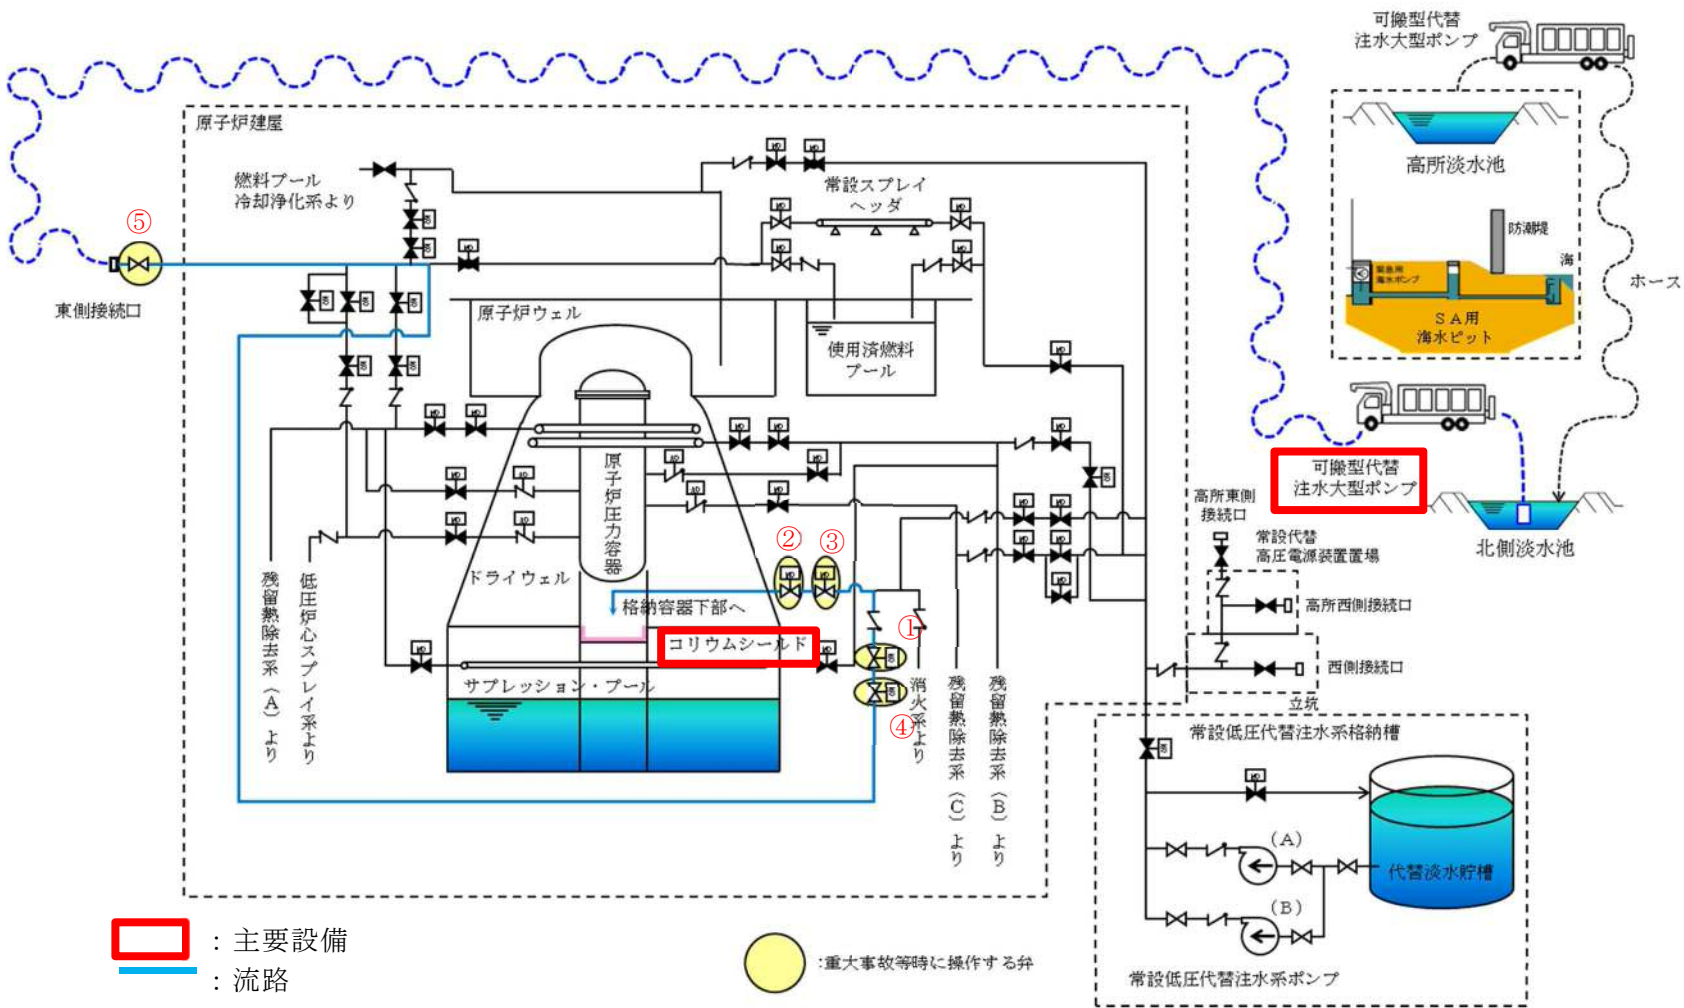 可搬型代替
注水大型ポンプ
原子炉建屋
燃料プール
冷却浄化系より
常設スプレイ
ヘッダ
高所淡水池
防潮堤
海
緊急用
海水ポンプ
ＳＡ用
海水ピット
ホース
⑤
東側接続口
原子炉ウェル
使用済燃料
プール
原子炉圧力容器
可搬型代替
注水大型ポンプ
北側淡水池
高所東側
接続口
常設代替
高圧電源装置置場
高所西側接続口
西側接続口
立坑
②
③
ドライウェル
格納容器下部へ
コリウムシールド
①
④
サプレッション・プール
残留熱除去系（Ａ）より
低圧炉心スプレイ系より
消火系より
残留熱除去系（Ｃ）より
残留熱除去系（Ｂ）より
常設低圧代替注水系格納槽
（Ａ）
（Ｂ）
代替淡水貯槽
常設低圧代替注水系ポンプ
：主要設備
：流路
：重大事故等時に操作する弁